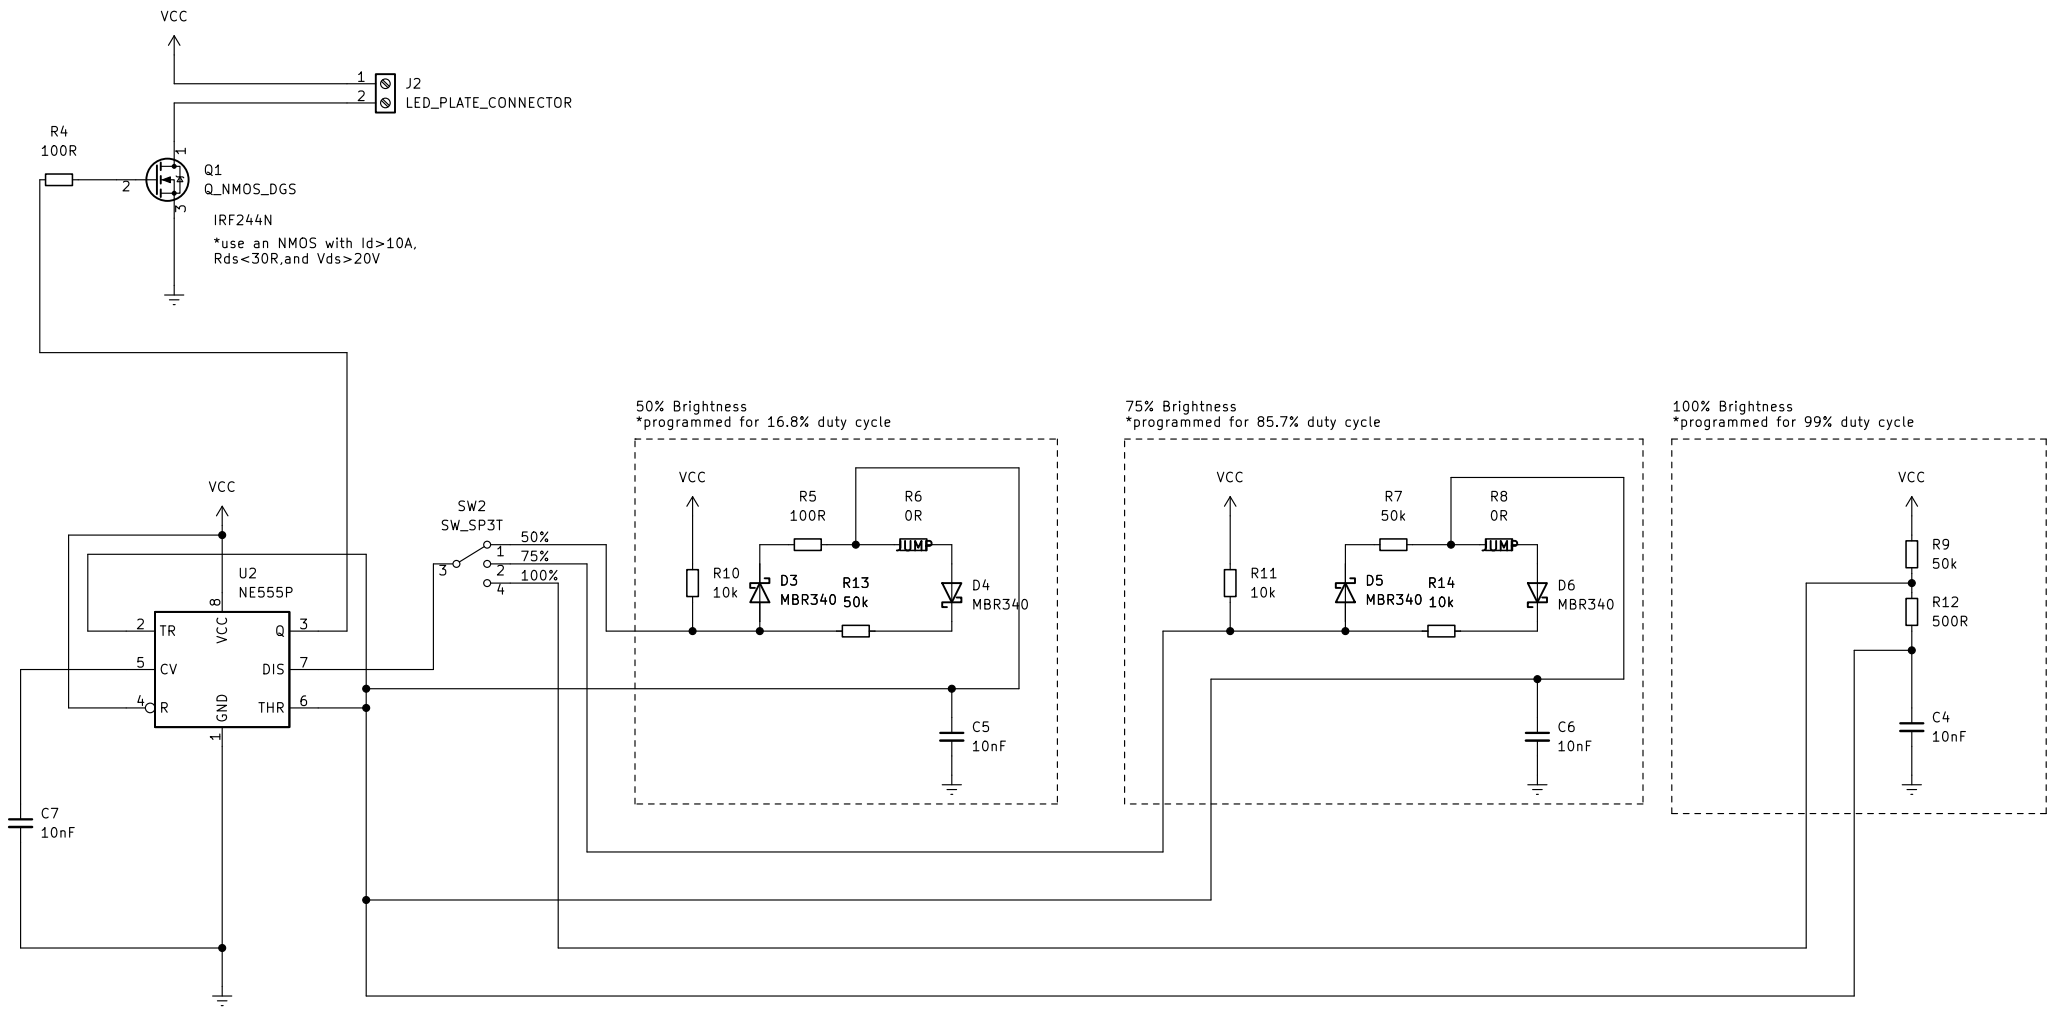 VCC
1
J2
2
LED_PLATE_CONNECTOR
R4
100R
1
2
3
Q1
Q_NMOS_DGS
IRF244N
*use an NMOS with Id>10A,
Rds<30R,and Vds>20V
VCC
U2
NE555P
8
VCC
2
TR
Q
3
5
CV
DIS
7
4
R
THR
6
GND
1
C7
10nF
SW2
SW_SP3T
50%
1
75%
3
2
100%
4
50% Brightness
*programmed for 16.8% duty cycle
VCC
R5
100R
R6
0R
R10
10k
D3
MBR340
R13
50k
D4
MBR340
C5
10nF
75% Brightness
*programmed for 85.7% duty cycle
VCC
R7
50k
R8
0R
R11
10k
D5
MBR340
R14
10k
D6
MBR340
C6
10nF
100% Brightness
*programmed for 99% duty cycle
VCC
R9
50k
R12
500R
C4
10nF